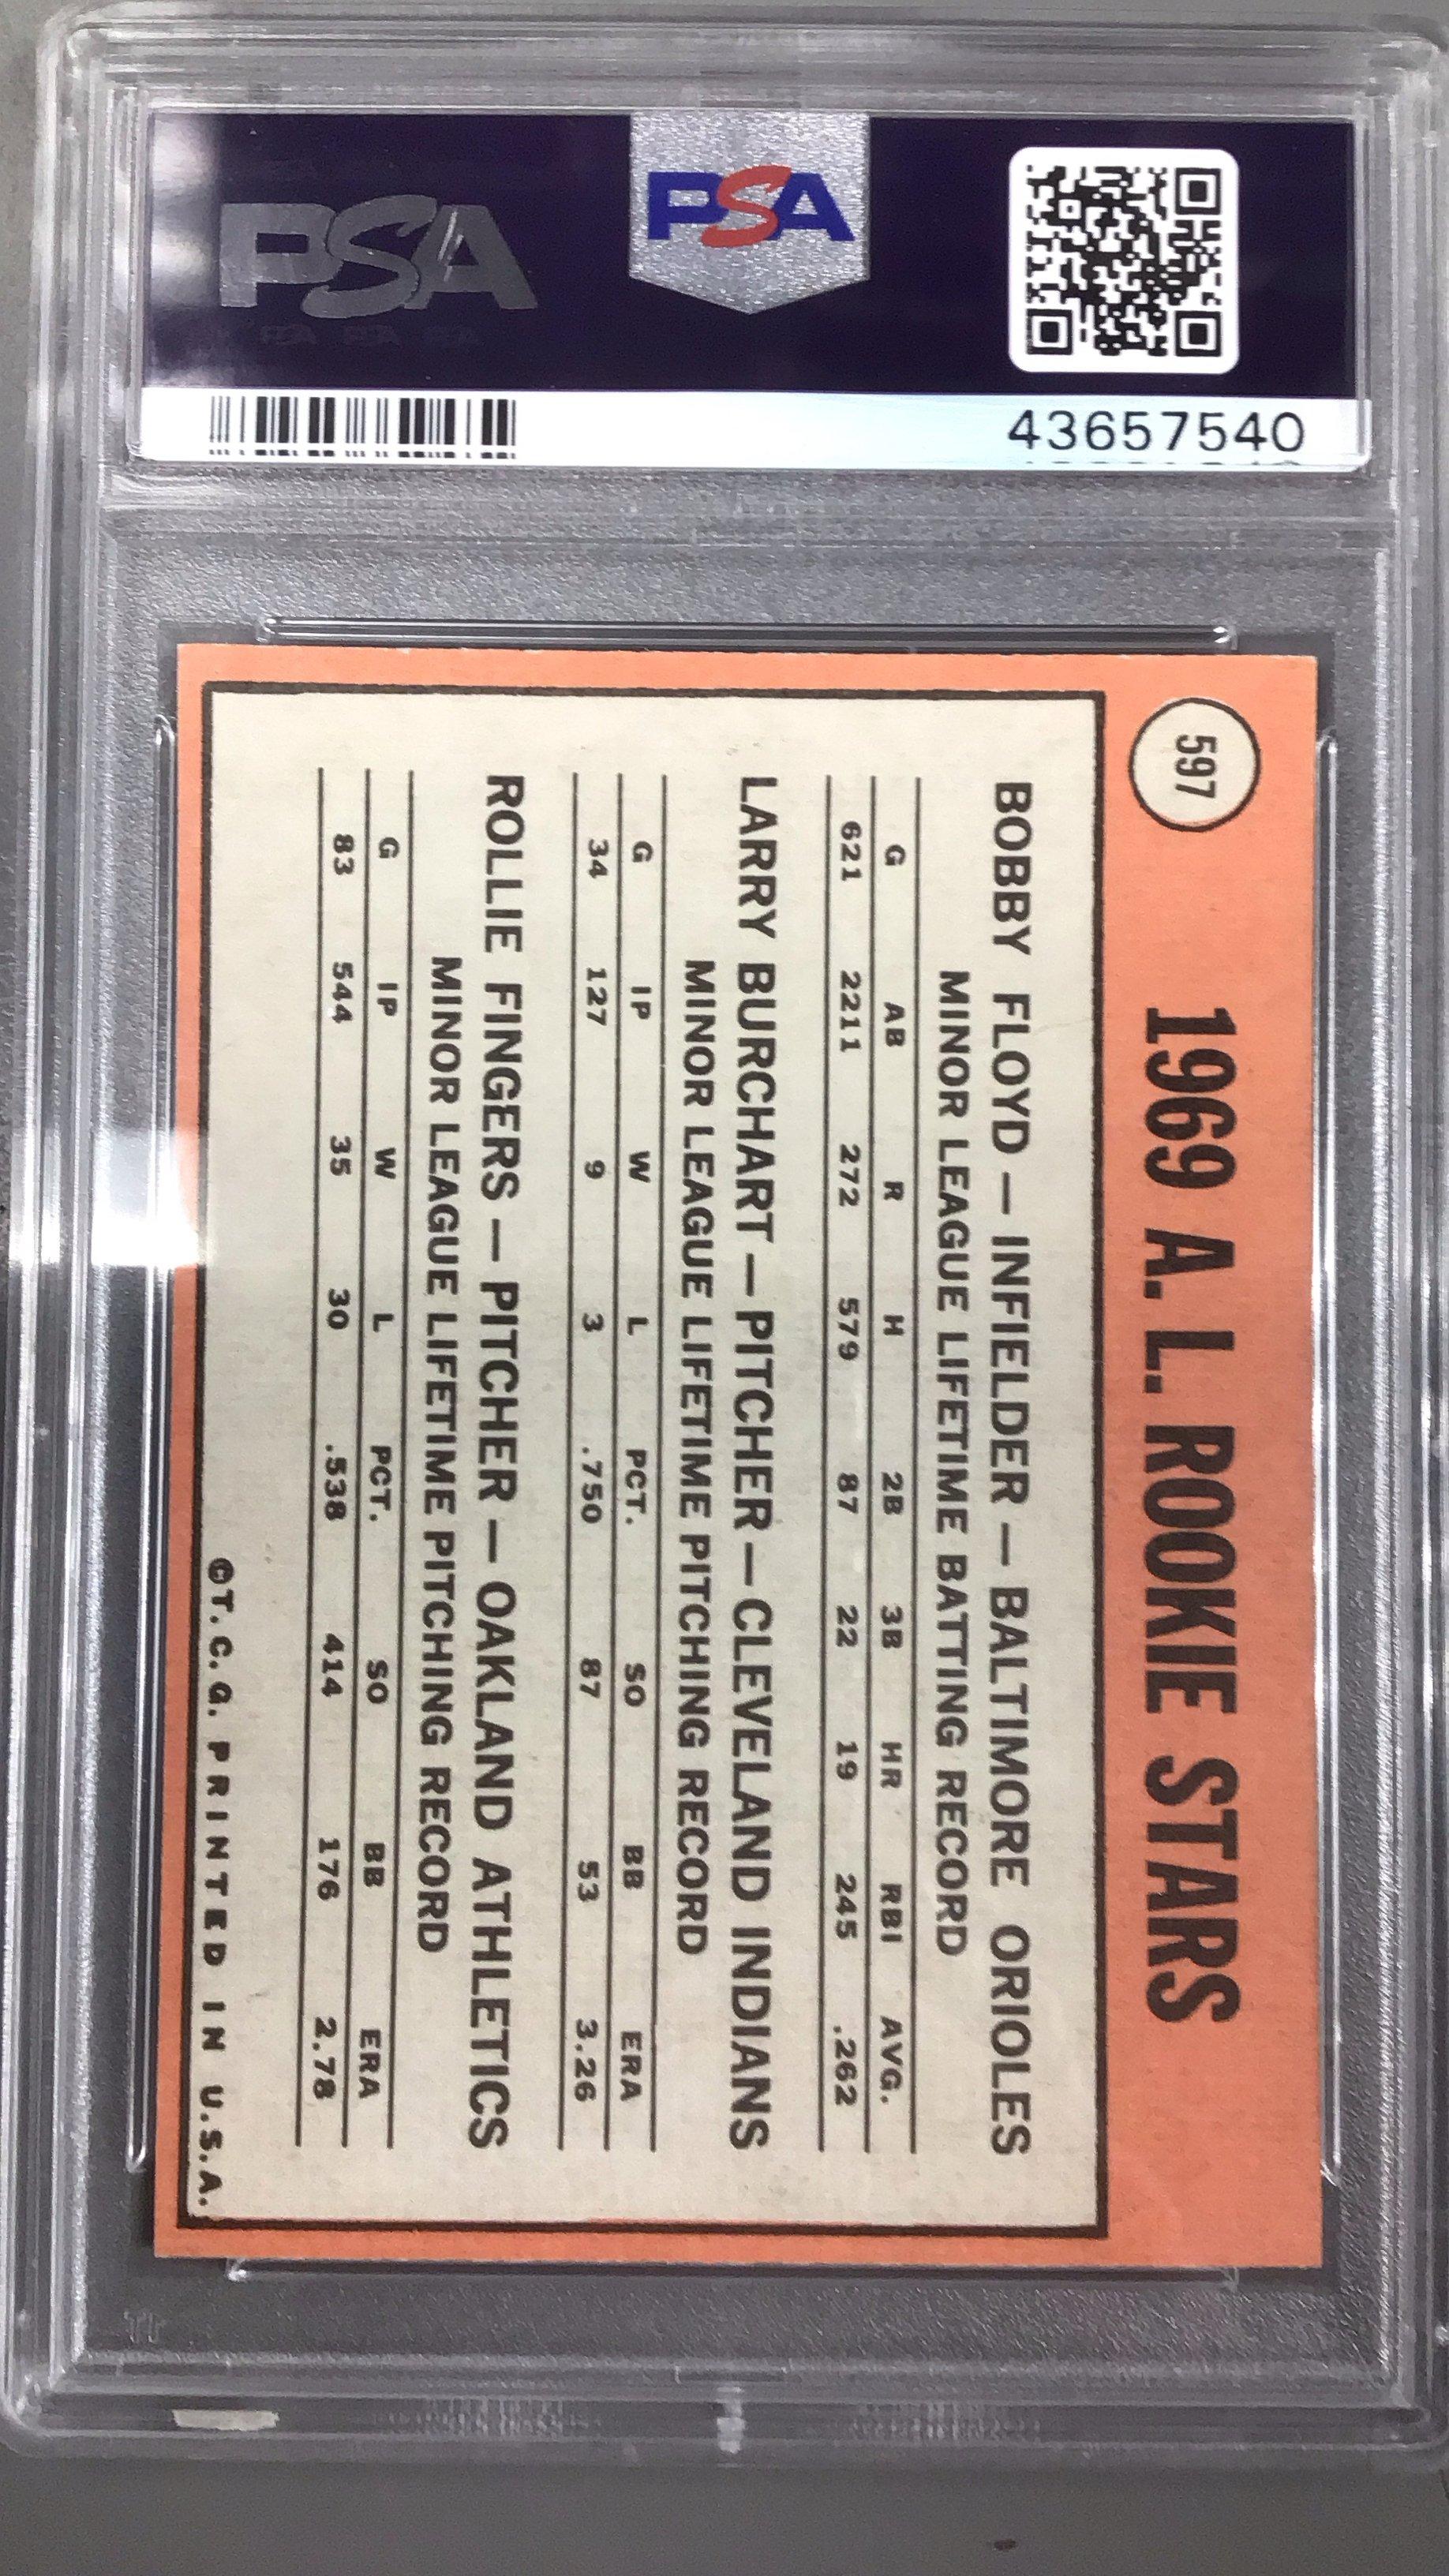 PSA
PSA
43657540
597
1969 A. L. ROOKIE STARS
BOBBY FLOYD — INFIELDER — BALTIMORE ORIOLES
MINOR LEAGUE LIFETIME BATTING RECORD
G AB R H 2B 3B HR RBI AVG.
621 2211 272 579 87 22 19 245 .262
LARRY BURCHART — PITCHER — CLEVELAND INDIANS
MINOR LEAGUE LIFETIME PITCHING RECORD
G IP W L PCT. SO BB ERA
34 127 9 3 .750 87 53 3.26
ROLLIE FINGERS — PITCHER — OAKLAND ATHLETICS
MINOR LEAGUE LIFETIME PITCHING RECORD
G IP W L PCT. SO BB ERA
83 544 35 30 .538 414 176 2.78
©T. C. G. PRINTED IN U.S.A.